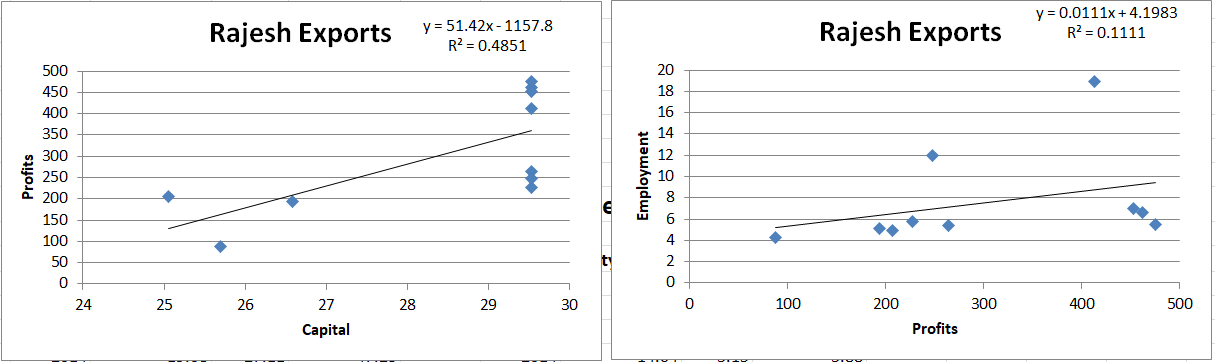 Rajesh Exports
y = 51.42x - 1157.8
R² = 0.4851
500
450
400
350
300
250
200
150
100
50
0
24 25 26 27 28 29 30
Profits
Capital
Rajesh Exports
y = 0.0111x + 4.1983
R² = 0.1111
20
18
16
14
12
10
8
6
4
2
0
0 100 200 300 400 500
Employment
Profits